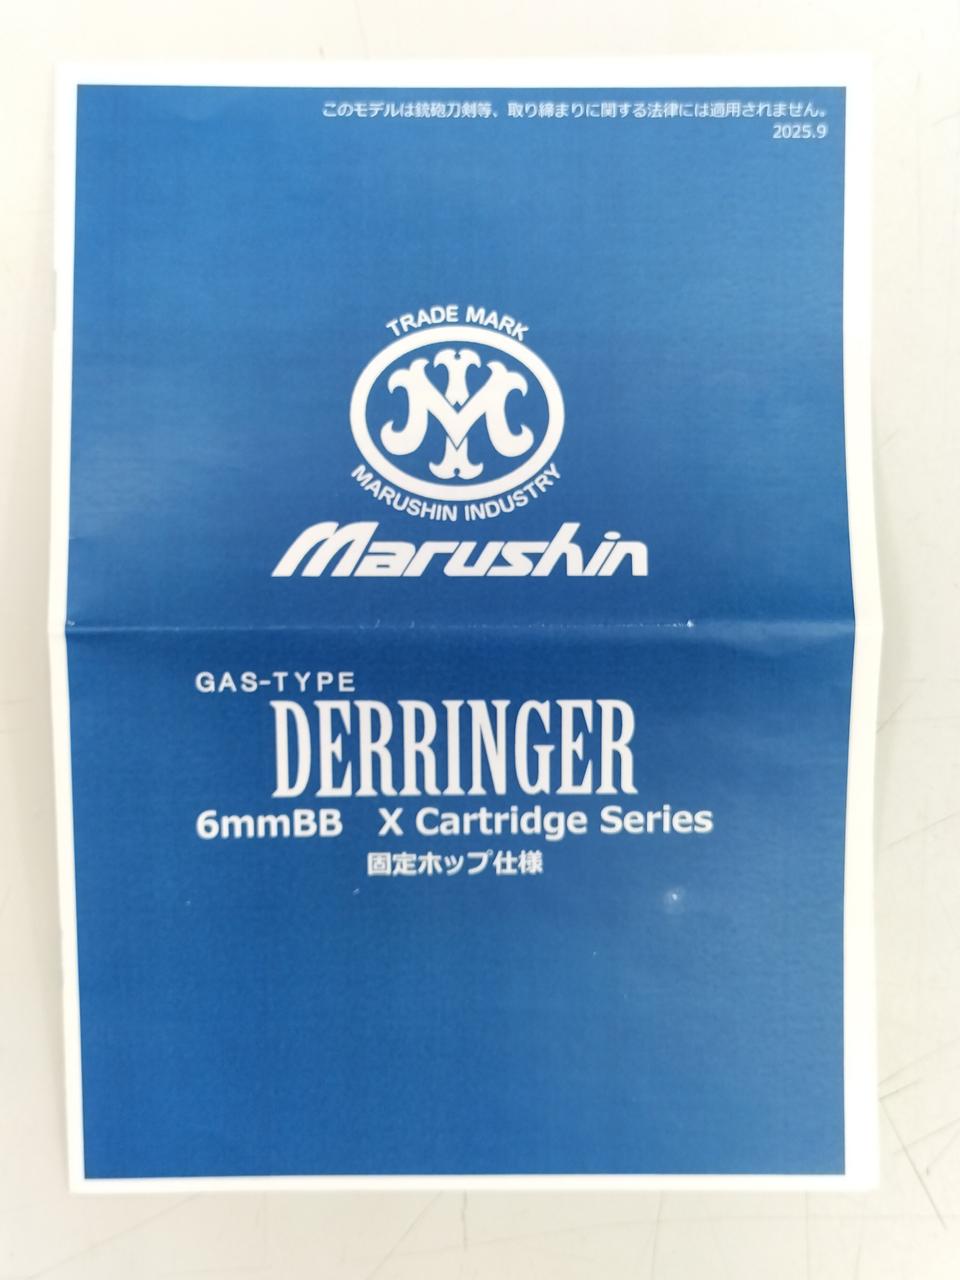 このモデルは銃砲刀剣等、取り締まりに関する法律には適用されません。
2025.9
TRADE MARK
MARUSHIN INDUSTRY
Marushin
GAS-TYPE
DERRINGER
6mmBB X Cartridge Series
固定ホップ仕様